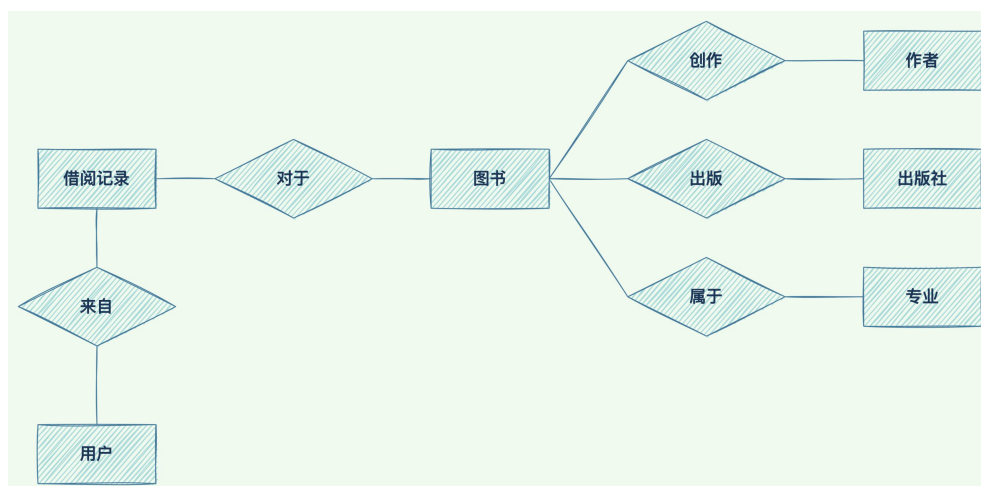 创作
作者
借阅记录
对于
图书
出版
出版社
来自
属于
专业
用户